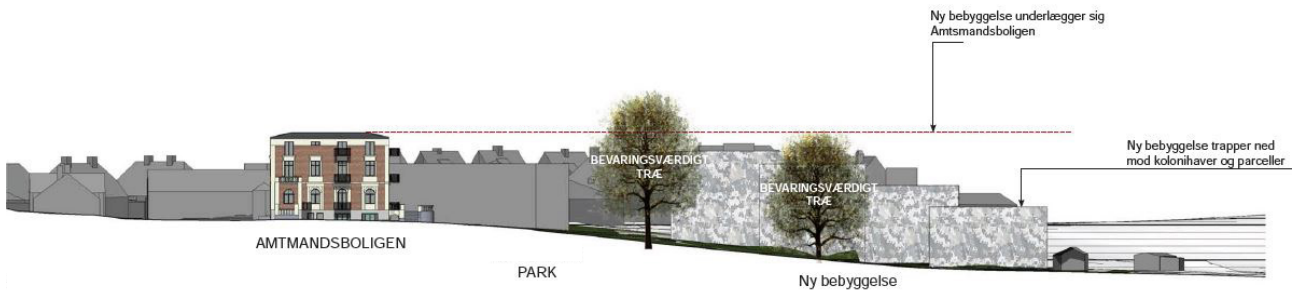 Ny bebyggelse underlægger sig
Amtsmandsboligen
Ny bebyggelse trapper ned
mod kolonihaver og parceller
BEVARINGSVÆRDIGT
TRÆ
BEVARINGSVÆRDIGT
TRÆ
AMTMANDSBOLIGEN
PARK
Ny bebyggelse